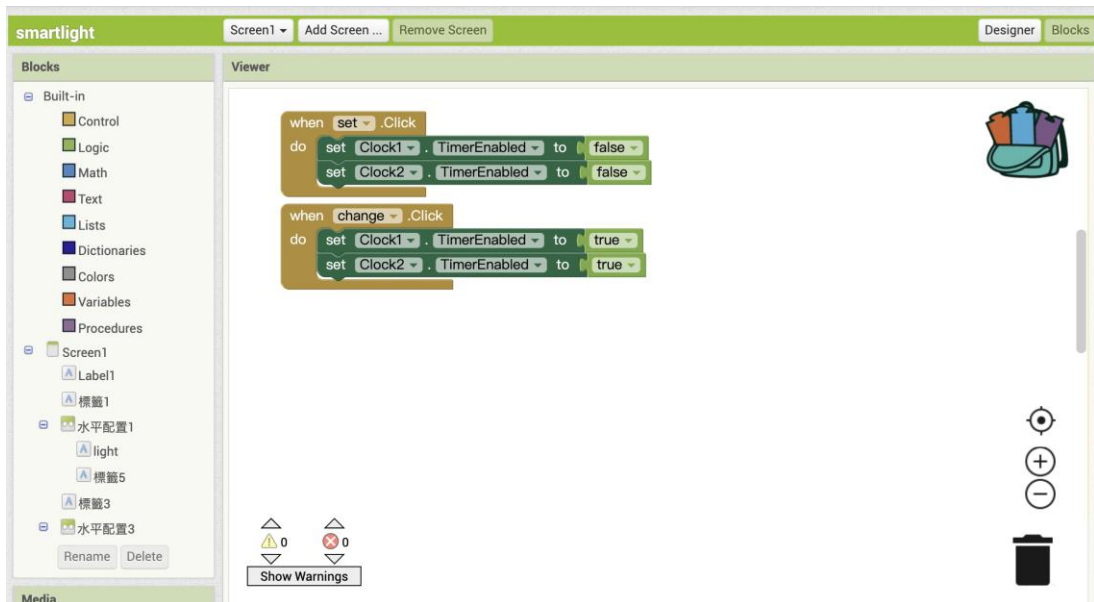 smartlight
Screen1 Add Screen ... Remove Screen Designer Blocks
Blocks
Built-in
Control
Logic
Math
Text
Lists
Dictionaries
Colors
Variables
Procedures
Screen1
Label1
標籤1
水平配置1
light
標籤5
標籤3
水平配置3
Rename Delete
Media
Viewer
when set .Click
do set Clock1 . TimerEnabled to false
set Clock2 . TimerEnabled to false
when change .Click
do set Clock1 . TimerEnabled to true
set Clock2 . TimerEnabled to true
0 0
Show Warnings